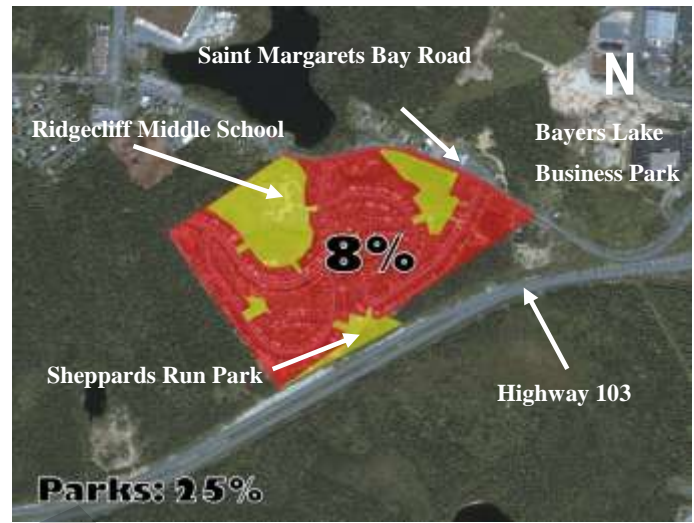 Saint Margarets Bay Road
N
Ridgecliff Middle School
Bayers Lake
Business Park
8%
Sheppards Run Park
Highway 103
Parks: 25%